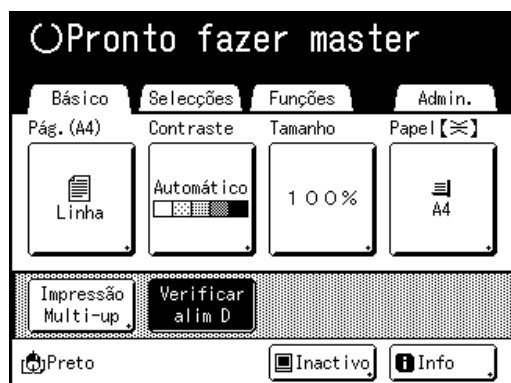 Pronto fazer master
Básico Selecções Funções Admin.
Pág.(A4) Contraste Tamanho Papel【】
Linha
Automático
100%
A4
Impressão
Multi-up
Verificar
alim D
Preto Inactivo Info